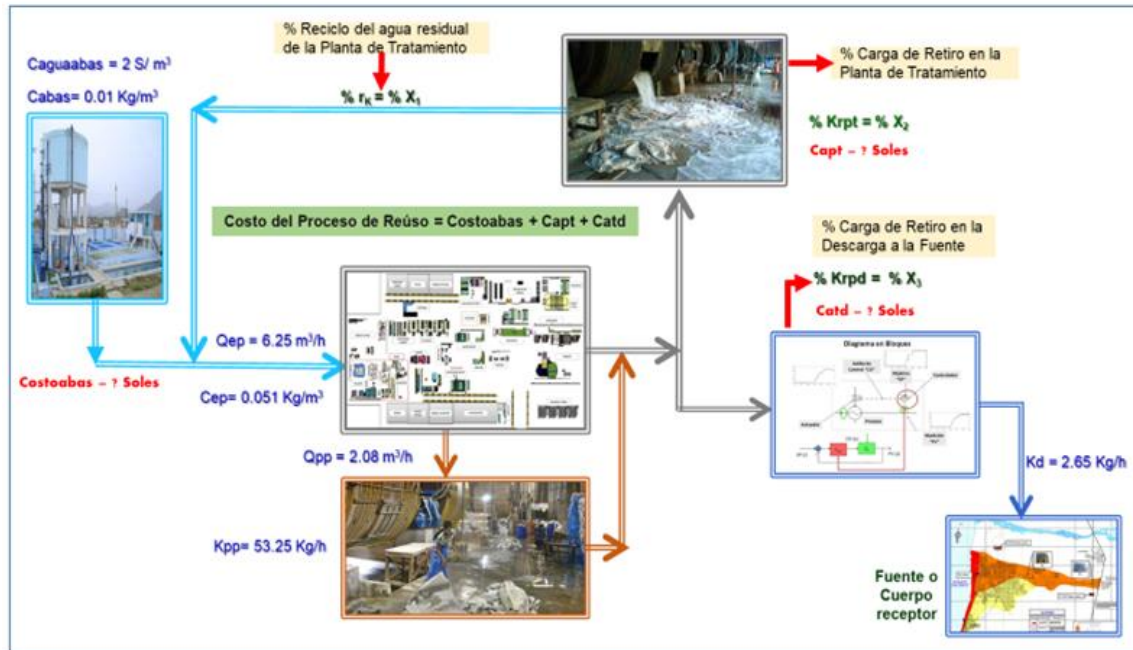 % Reciclo del agua residual
de la Planta de Tratamiento
Caguaabas = 2 S/ m³
Cabas= 0.01 Kg/m³
% rK = % X₁
% Carga de Retiro en la
Planta de Tratamiento
% Krpt = % X₂
Capt – ? Soles
Costo del Proceso de Reúso = Costoabas + Capt + Catd
% Carga de Retiro en la
Descarga a la Fuente
% Krpd = % X₃
Catd – ? Soles
Qep = 6.25 m³/h
Costoabas – ? Soles
Cep= 0.051 Kg/m³
Diagrama en Bloques
Controlador
Actuador
Proceso
Qpp = 2.08 m³/h
Kd = 2.65 Kg/h
Kpp= 53.25 Kg/h
Fuente o
Cuerpo
receptor